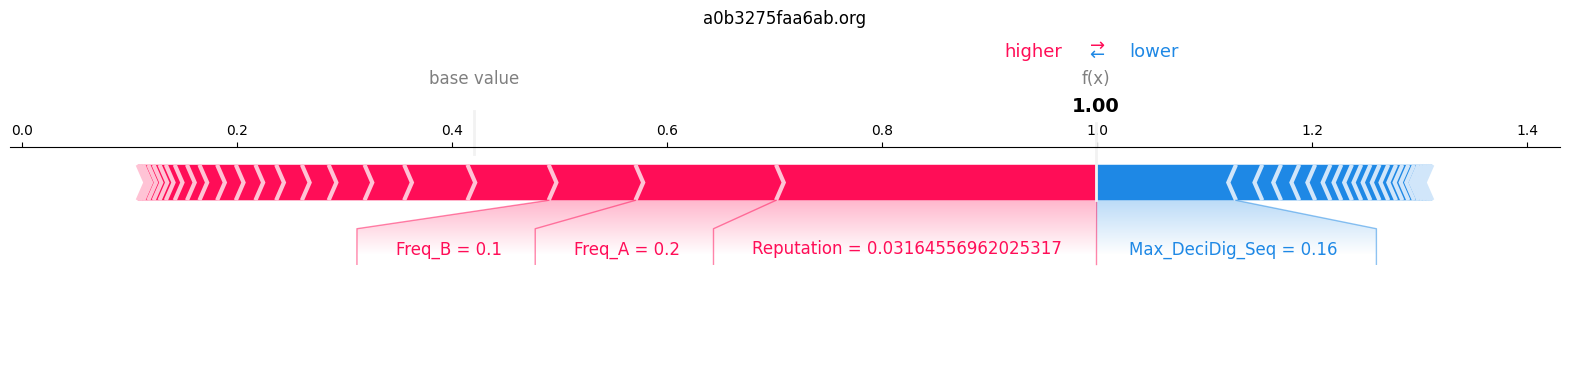 a0b3275faa6ab.org
higher ⇄ lower
base value f(x)
1.00
0.0 0.2 0.4 0.6 0.8 1.0 1.2 1.4
Freq_B = 0.1 Freq_A = 0.2 Reputation = 0.03164556962025317 Max_DeciDig_Seq = 0.16